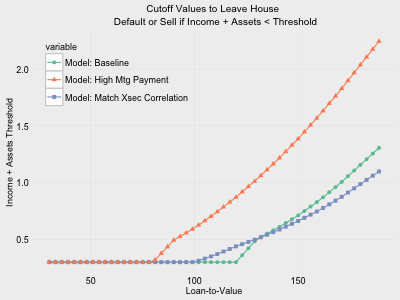 Cutoff Values to Leave House
Default or Sell if Income + Assets < Threshold
variable
Model: Baseline
Model: High Mtg Payment
Model: Match Xsec Correlation
Income + Assets Threshold
2.0
1.5
1.0
0.5
50
100
150
Loan-to-Value